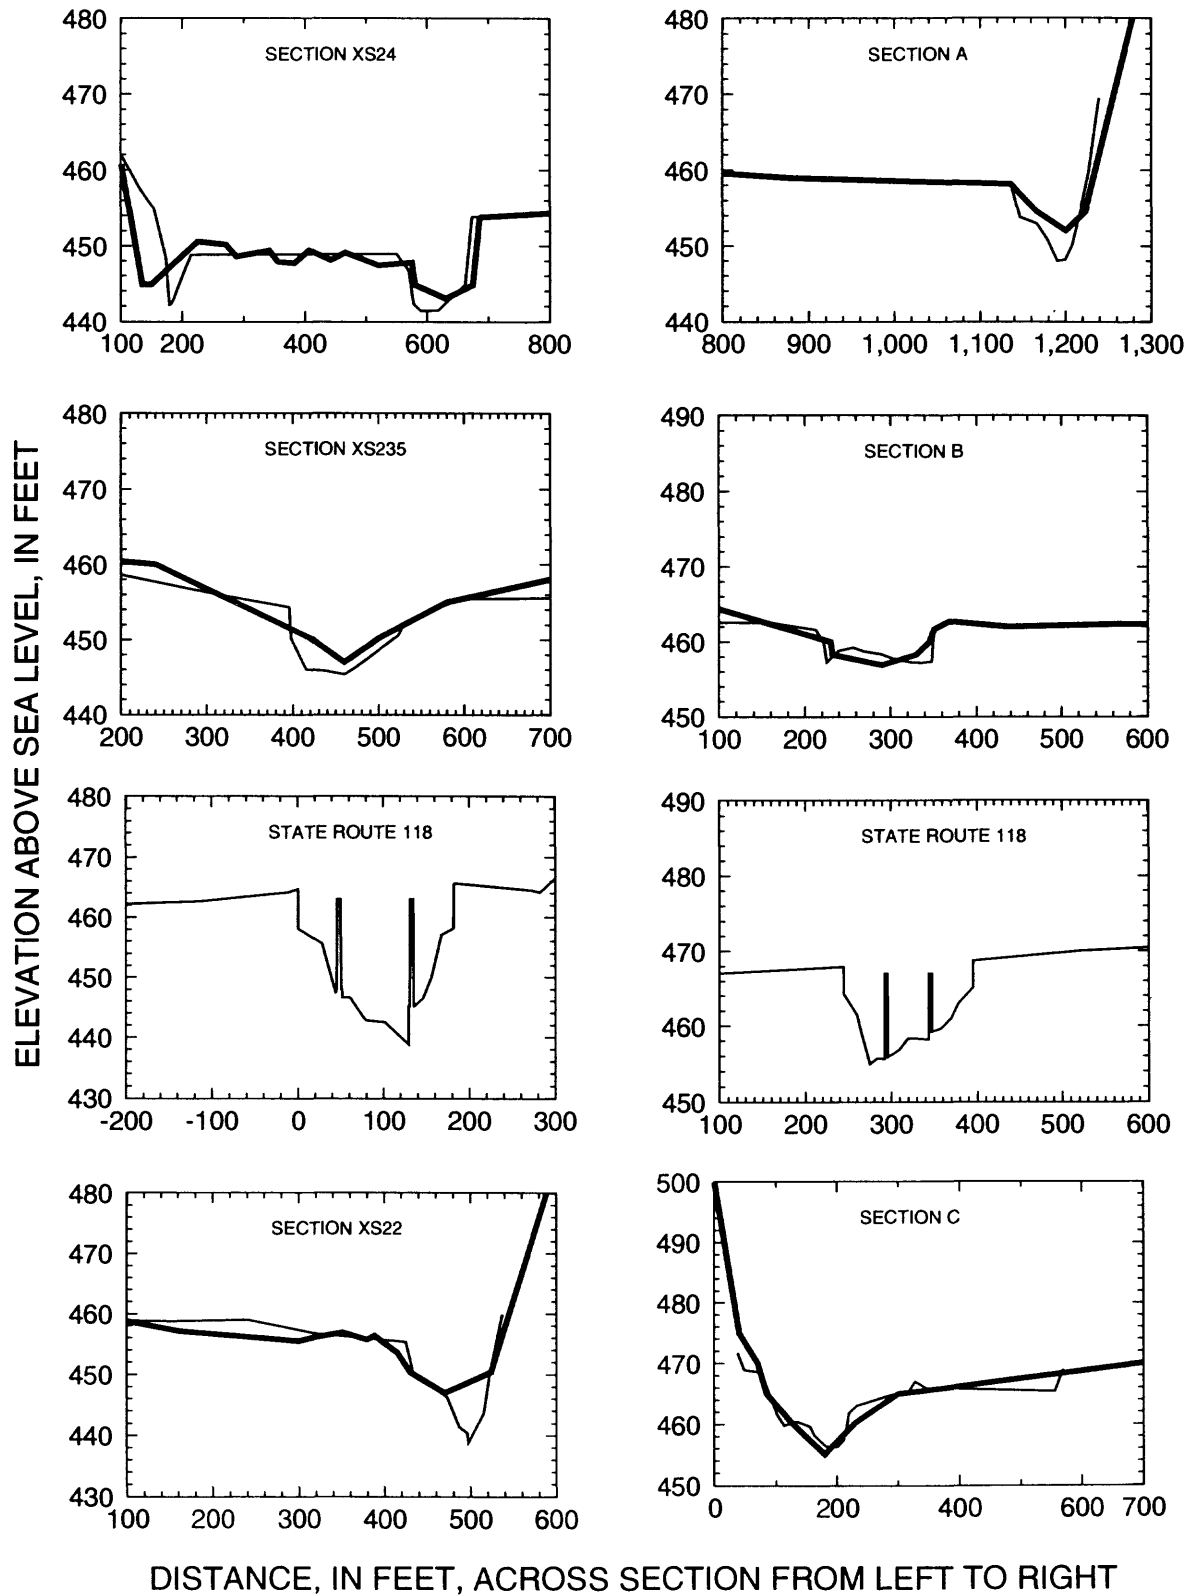 ELEVATION ABOVE SEA LEVEL, IN FEET
SECTION XS24
480
470
460
450
440
100 200 400 600 800
SECTION A
480
470
460
450
440
800 900 1,000 1,100 1,200 1,300
SECTION XS235
480
470
460
450
440
200 300 400 500 600 700
SECTION B
490
480
470
460
450
100 200 300 400 500 600
STATE ROUTE 118
480
470
460
450
440
430
-200 -100 0 100 200 300
STATE ROUTE 118
490
480
470
460
450
100 200 300 400 500 600
SECTION XS22
480
470
460
450
440
430
100 200 300 400 500 600
SECTION C
500
490
480
470
460
450
0 200 400 600 700
DISTANCE, IN FEET, ACROSS SECTION FROM LEFT TO RIGHT